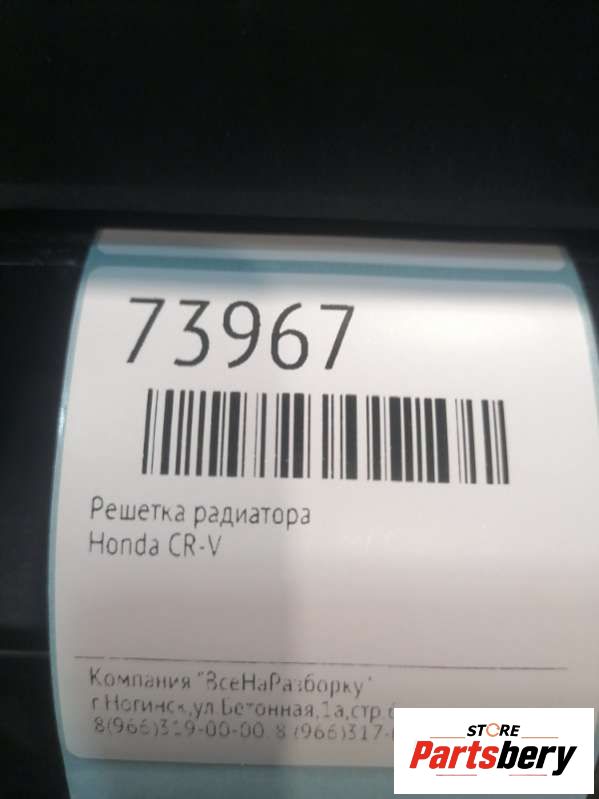 73967
Решетка радиатора
Honda CR-V
Компания "ВсеНаРазборку"
г.Ногинск,ул.Бетонная,1а,стр.
8(966)319-00-00, 8 (966)317-
STORE
Partsbery